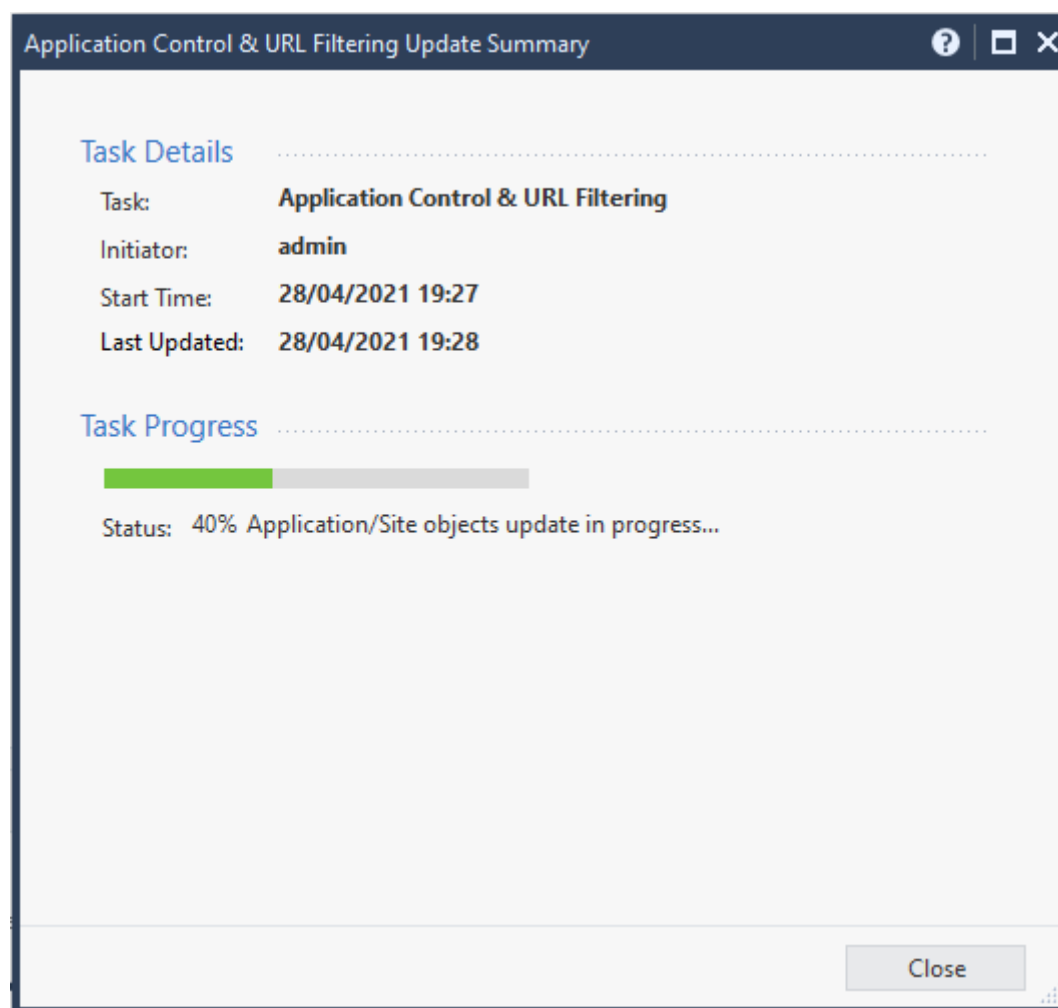 Application Control & URL Filtering Update Summary
Task Details
Task: Application Control & URL Filtering
Initiator: admin
Start Time: 28/04/2021 19:27
Last Updated: 28/04/2021 19:28
Task Progress
Status: 40% Application/Site objects update in progress...
Close